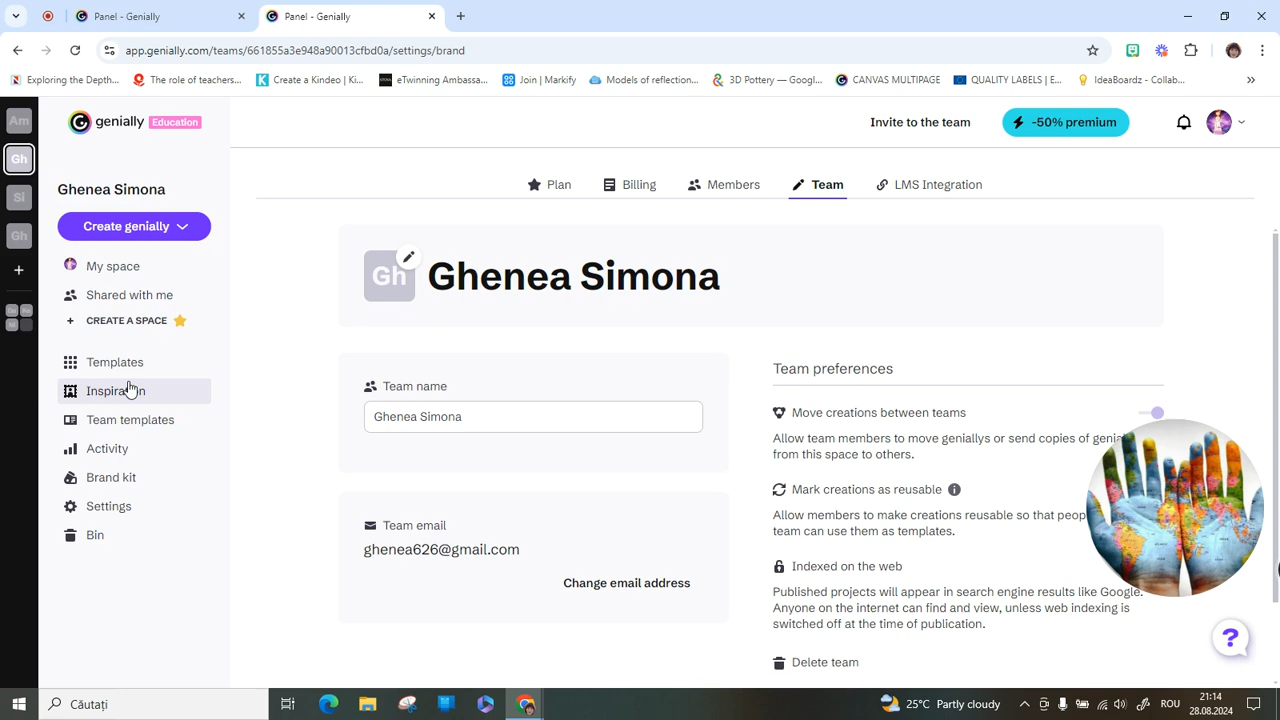 Panel - Genially
Panel - Genially
app.genially.com/teams/661855a3e948a90013cfbd0a/settings/brand
Exploring the Depth...
The role of teachers...
Create a Kindeo | Ki...
eTwinning Ambassa...
Join | Markify
Models of reflection...
3D Pottery — Googl...
CANVAS MULTIPAGE
QUALITY LABELS | E...
IdeaBoardz - Collab...
Am
Gh
Si
Gh
genially Education
Invite to the team
-50% premium
Ghenea Simona
Create genially
My space
Shared with me
+ CREATE A SPACE
Templates
Inspiration
Team templates
Activity
Brand kit
Settings
Bin
Plan
Billing
Members
Team
LMS Integration
Gh
Ghenea Simona
Team name
Ghenea Simona
Team email
ghenea626@gmail.com
Change email address
Team preferences
Move creations between teams
Allow team members to move geniallys or send copies of
from this space to others.
Mark creations as reusable
Allow members to make creations reusable so that
team can use them as templates.
Indexed on the web
Published projects will appear in search engine results like Google.
Anyone on the internet can find and view, unless web indexing is
switched off at the time of publication.
Delete team
?
Căutați
25°C Partly cloudy
ROU
21:14
28.08.2024